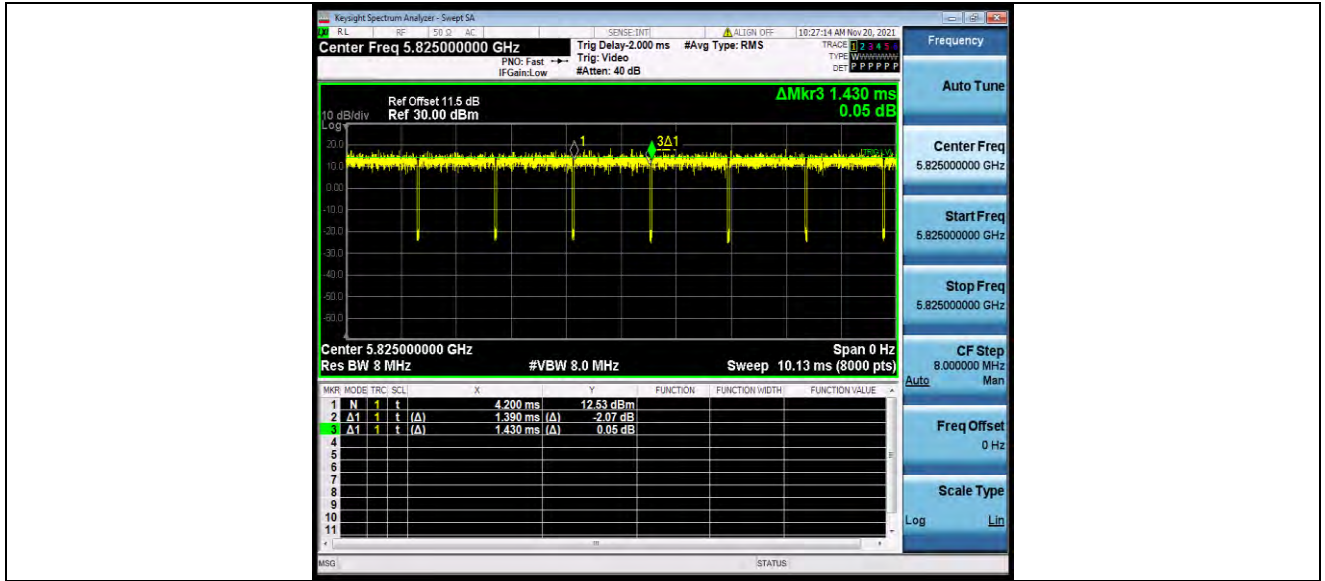 Keysight Spectrum Analyzer - Swept SA
RL RF 50 Ω AC SENSE:INT ALIGN OFF 10:27:14 AM Nov 20, 2021
Center Freq 5.825000000 GHz
Trig Delay-2.000 ms #Avg Type: RMS
TRACE 1 2 3 4 5 6
PNO: Fast Trig: Video
TYPE WWWWWW
IFGain:Low #Atten: 40 dB
DET P P P P P P
ΔMkr3 1.430 ms
0.05 dB
Ref Offset 11.5 dB
10 dB/div Ref 30.00 dBm
Log
20.0
10.0
0.00
-10.0
-20.0
-30.0
-40.0
-50.0
-60.0
1
3Δ1
Center 5.825000000 GHz Span 0 Hz
Res BW 8 MHz #VBW 8.0 MHz Sweep 10.13 ms (8000 pts)
MKR MODE TRC SCL X Y FUNCTION FUNCTION WIDTH FUNCTION VALUE
1 N 1 t 4.200 ms 12.53 dBm
2 Δ1 1 t (Δ) 1.390 ms (Δ) -2.07 dB
3 Δ1 1 t (Δ) 1.430 ms (Δ) 0.05 dB
4
5
6
7
8
9
10
11
MSG STATUS
Frequency
Auto Tune
Center Freq
5.825000000 GHz
Start Freq
5.825000000 GHz
Stop Freq
5.825000000 GHz
CF Step
8.000000 MHz
Auto Man
Freq Offset
0 Hz
Scale Type
Log Lin